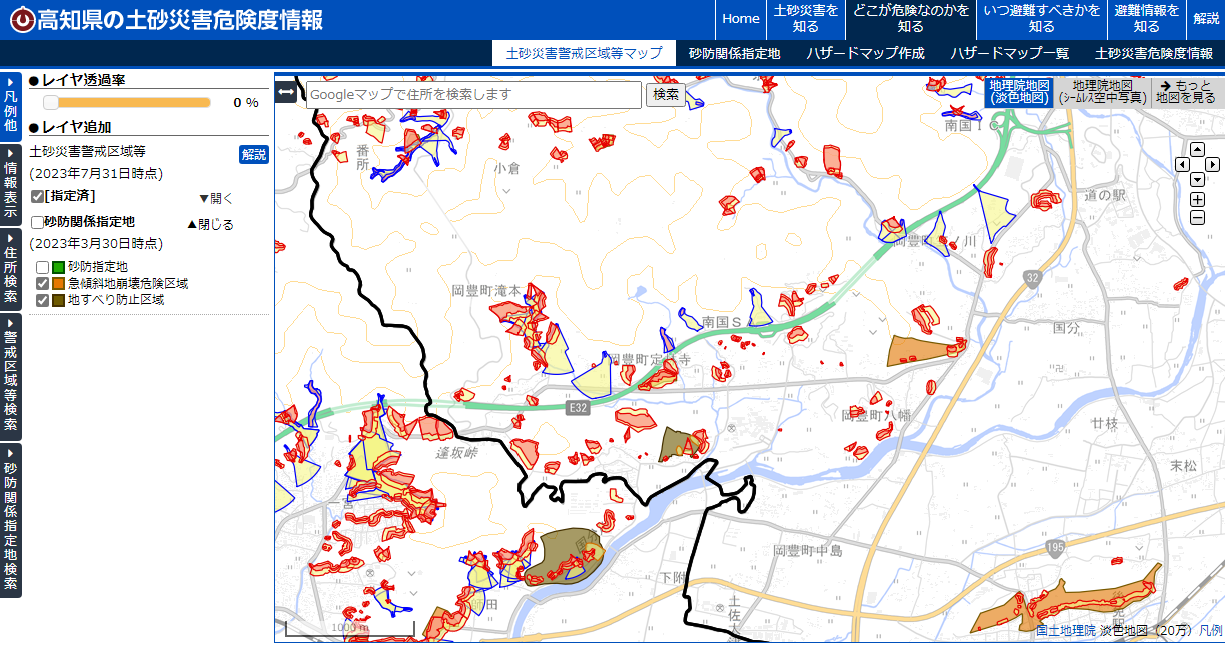 高知県の土砂災害危険度情報
Home
土砂災害を
知る
どこが危険なのかを
知る
いつ避難すべきかを
知る
避難情報を
知る
解説
土砂災害警戒区域等マップ
砂防関係指定地
ハザードマップ作成
ハザードマップ一覧
土砂災害危険度情報
凡例他
情報表示
住所検索
警戒区域等検索
砂防関係指定地検索
●レイヤ透過率
0 %
●レイヤ追加
土砂災害警戒区域等
解説
(2023年7月31日時点)
[指定済]
▼開く
砂防関係指定地
▲閉じる
(2023年3月30日時点)
砂防指定地
急傾斜地崩壊危険区域
地すべり防止区域
Googleマップで住所を検索します
検索
地理院地図
(淡色地図)
地理院地図
(シームレス空中写真)
→ もっと
地図を見る
南国IC
番所
小倉
道の駅
32
岡豊町滝本
南国S
国分
E32
岡豊町八幡
廿枝
逢坂峠
末松
一宮
岡豊町中島
195
下附
土佐大
1000 m
国土地理院 淡色地図（20万）凡例